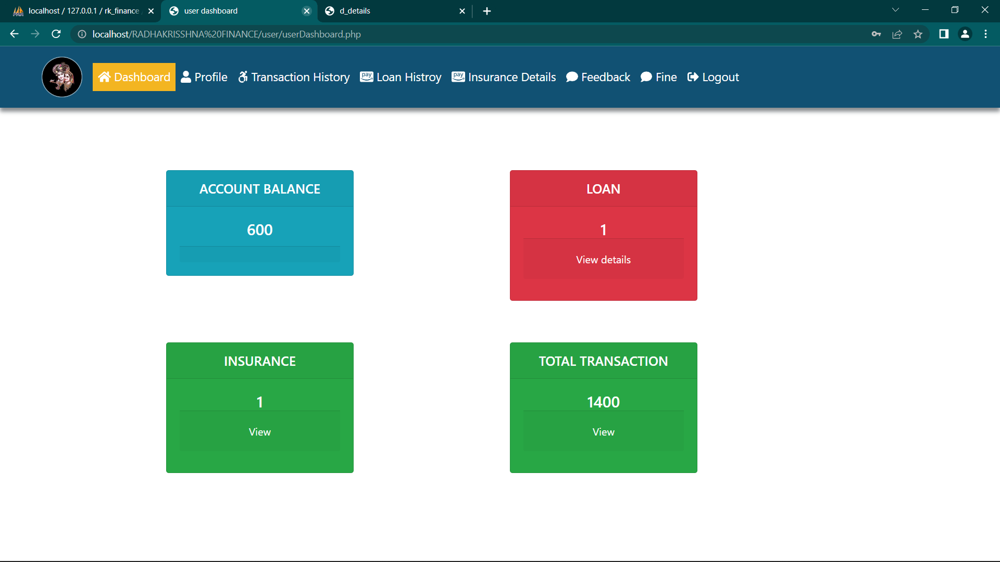 localhost / 127.0.0.1 / rk_finance
user dashboard
d_details
localhost/RADHAKRISSHNA%20FINANCE/user/userDashboard.php
Dashboard
Profile
Transaction History
pay
Loan Histroy
pay
Insurance Details
Feedback
Fine
Logout
ACCOUNT BALANCE
600
LOAN
1
View details
INSURANCE
1
View
TOTAL TRANSACTION
1400
View